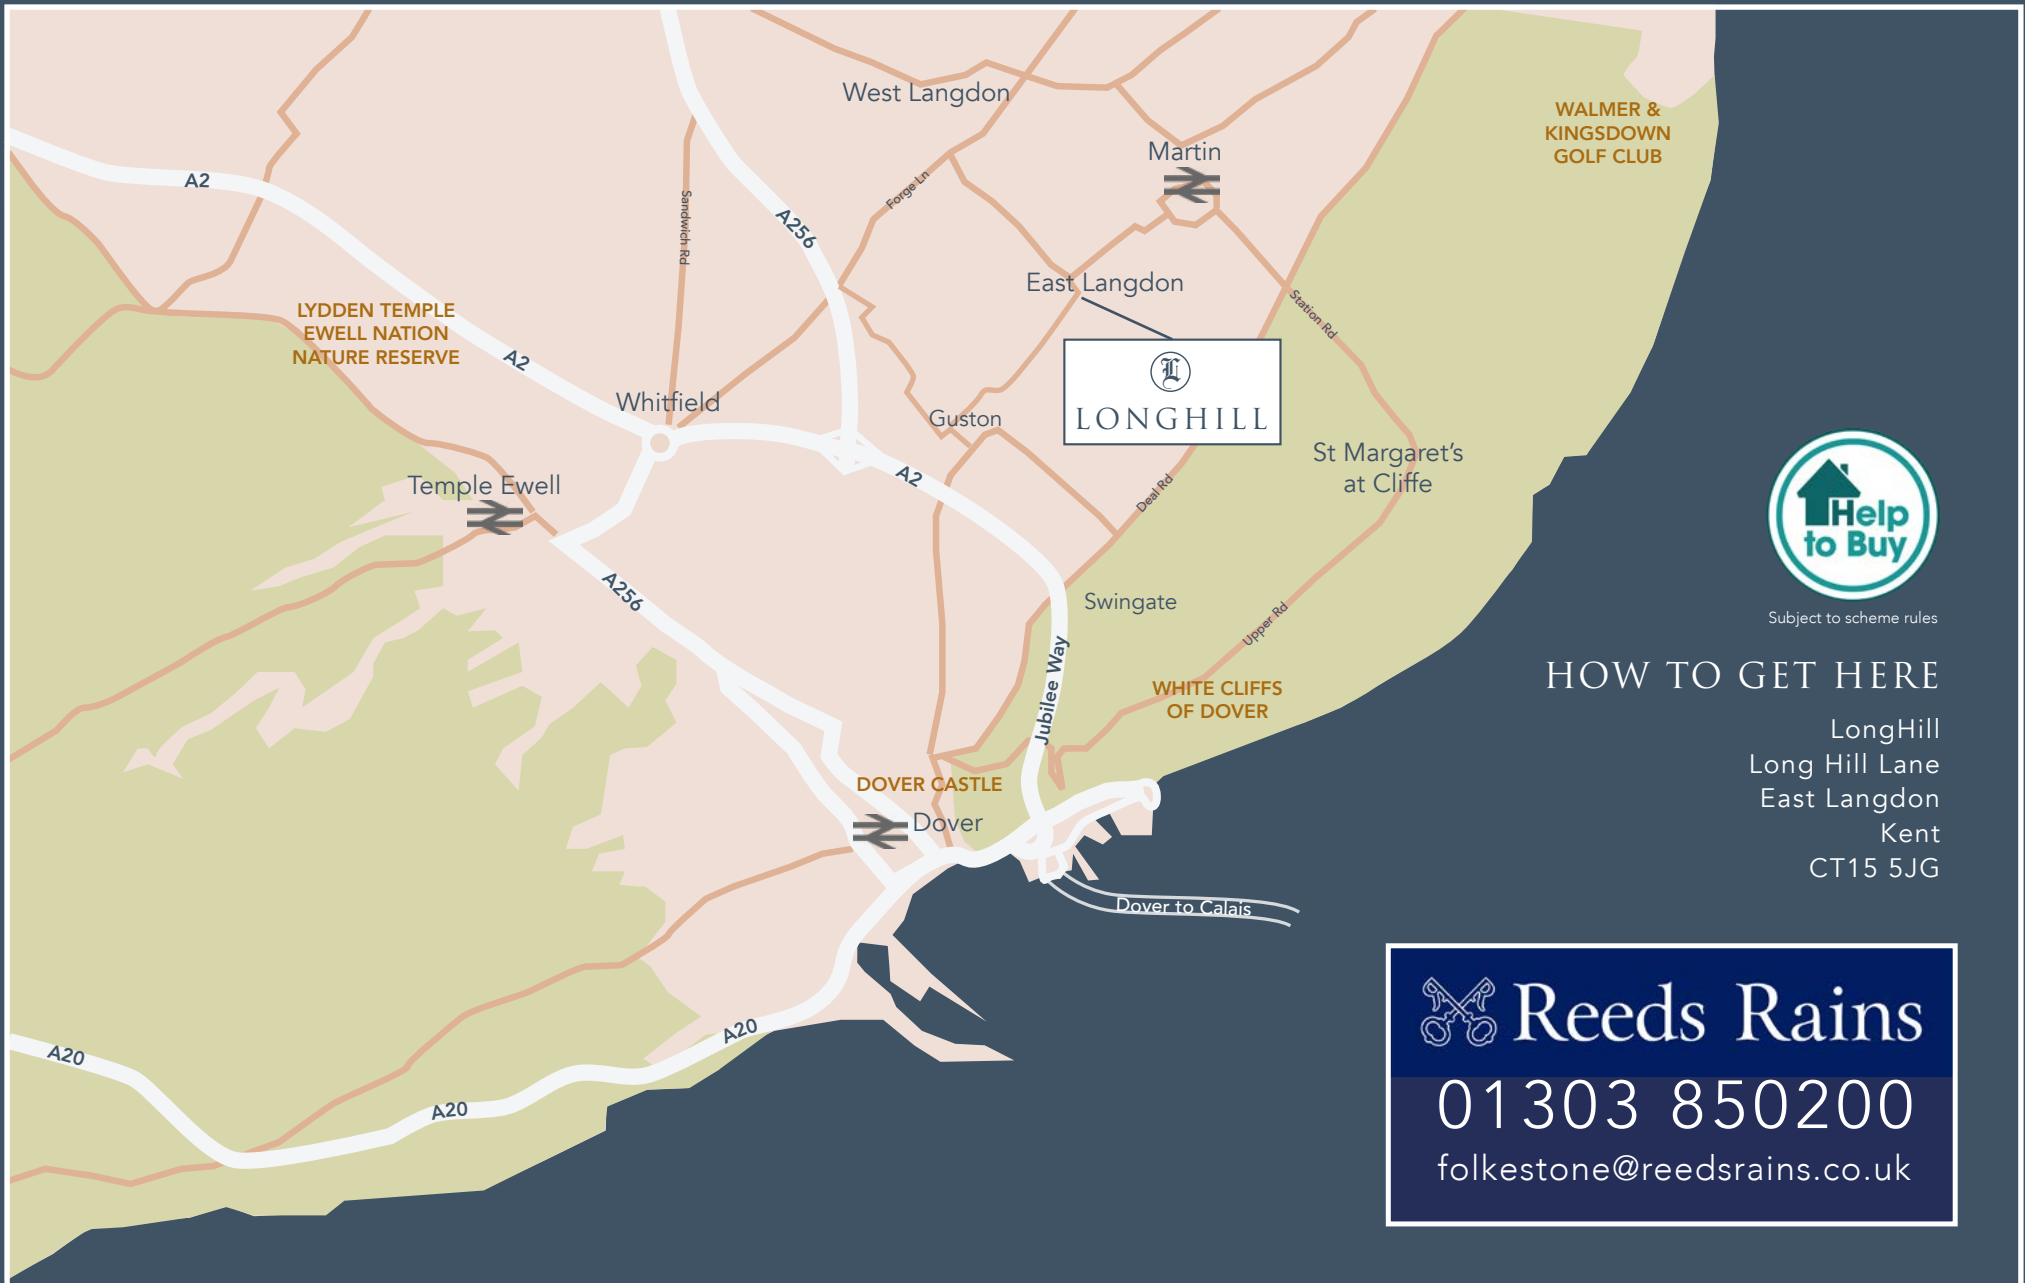 West Langdon
WALMER &
KINGSDOWN
GOLF CLUB
Martin
A2
Forge Ln
Sandwich Rd
A256
East Langdon
Station Rd
LYDDEN TEMPLE
EWELL NATION
NATURE RESERVE
A2
L
LONGHILL
Whitfield
Guston
St Margaret's
at Cliffe
A2
Deal Rd
Temple Ewell
A256
Swingate
Upper Rd
Jubilee Way
WHITE CLIFFS
OF DOVER
DOVER CASTLE
Dover
Dover to Calais
A20
A20
A20
Help
to Buy
Subject to scheme rules
HOW TO GET HERE
LongHill
Long Hill Lane
East Langdon
Kent
CT15 5JG
Reeds Rains
01303 850200
folkestone@reedsrains.co.uk